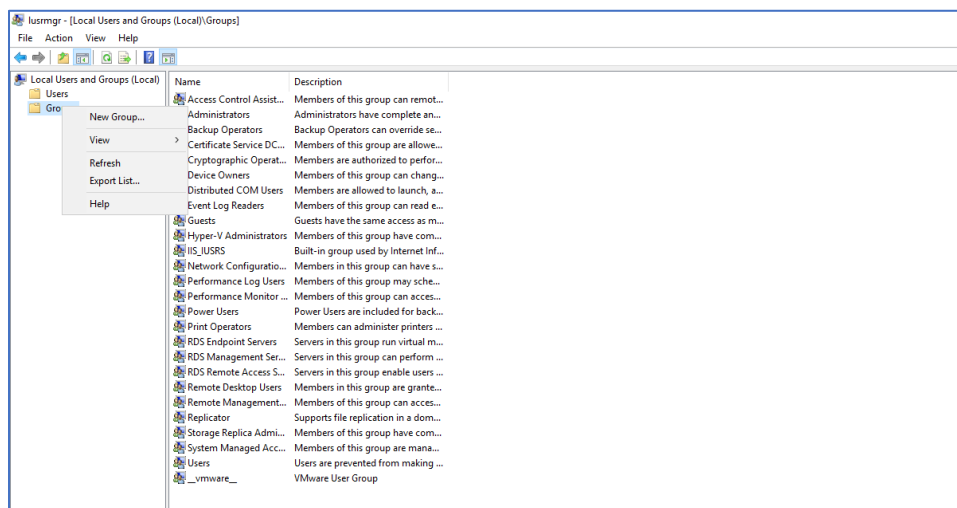 lusrmgr - [Local Users and Groups (Local)\Groups]
File Action View Help
Local Users and Groups (Local)
Users
Gro
New Group...
View
Refresh
Export List...
Help
Name Description
Access Control Assist... Members of this group can remot...
Administrators Administrators have complete an...
Backup Operators Backup Operators can override se...
Certificate Service DC... Members of this group are allowe...
Cryptographic Operat... Members are authorized to perfor...
Device Owners Members of this group can chang...
Distributed COM Users Members are allowed to launch, a...
Event Log Readers Members of this group can read e...
Guests Guests have the same access as m...
Hyper-V Administrators Members of this group have com...
IIS_IUSRS Built-in group used by Internet Inf...
Network Configuratio... Members in this group can have s...
Performance Log Users Members of this group may sche...
Performance Monitor ... Members of this group can acces...
Power Users Power Users are included for back...
Print Operators Members can administer printers ...
RDS Endpoint Servers Servers in this group run virtual m...
RDS Management Ser... Servers in this group can perform ...
RDS Remote Access S... Servers in this group enable users ...
Remote Desktop Users Members in this group are grante...
Remote Management... Members of this group can acces...
Replicator Supports file replication in a dom...
Storage Replica Admi... Members of this group have com...
System Managed Acc... Members of this group are mana...
Users Users are prevented from making ...
__vmware__ VMware User Group